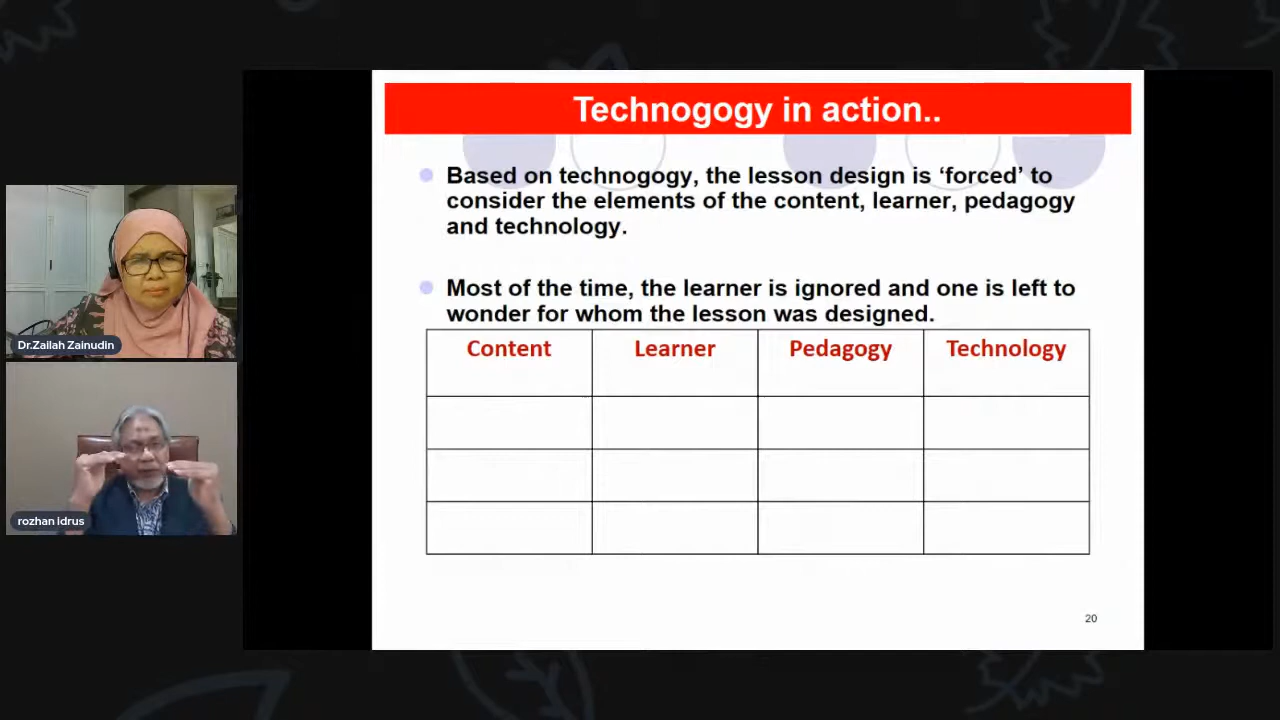 Technogogy in action..
Based on technogogy, the lesson design is ‘forced’ to
consider the elements of the content, learner, pedagogy
and technology.
Most of the time, the learner is ignored and one is left to
wonder for whom the lesson was designed.
Content Learner Pedagogy Technology
20
Dr.Zailah Zainudin
rozhan idrus